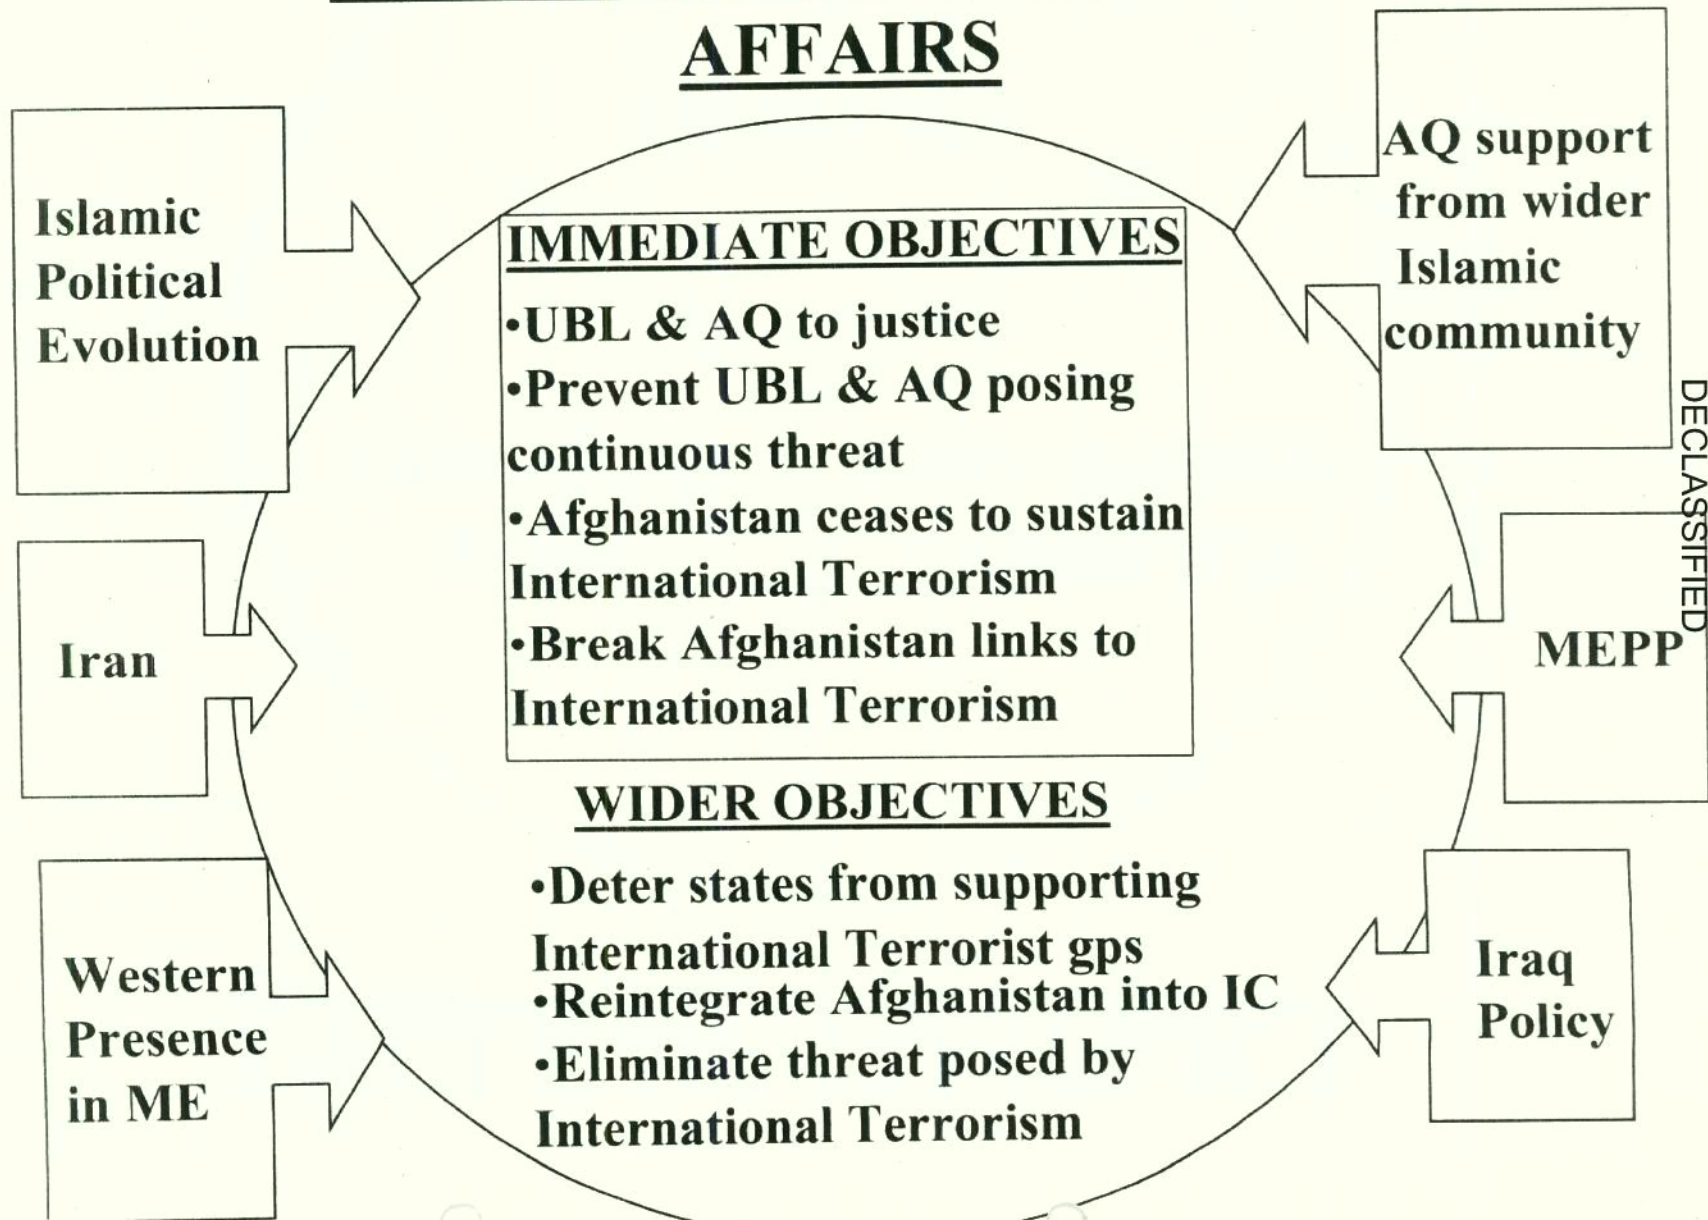 AFFAIRS
Islamic
Political
Evolution
AQ support
from wider
Islamic
community
IMMEDIATE OBJECTIVES
•UBL & AQ to justice
•Prevent UBL & AQ posing
continuous threat
•Afghanistan ceases to sustain
International Terrorism
•Break Afghanistan links to
International Terrorism
DECLASSIFIED
Iran
MEPP
WIDER OBJECTIVES
•Deter states from supporting
International Terrorist gps
•Reintegrate Afghanistan into IC
•Eliminate threat posed by
International Terrorism
Western
Presence
in ME
Iraq
Policy